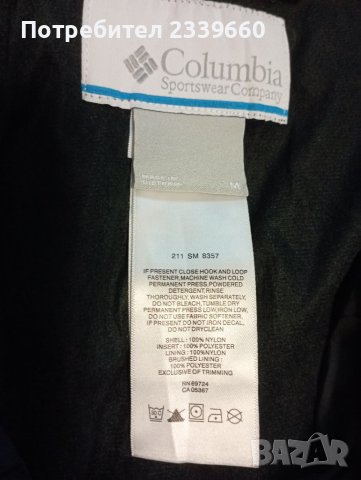 Потребител 2339660
Columbia
Sportswear Company
M
211 SM 8357
IF PRESENT CLOSE HOOK AND LOOP
FASTENER,MACHINE WASH COLD
PERMANENT PRESS,POWDERED
DETERGENT,RINSE
THOROUGHLY, WASH SEPARATELY,
DO NOT BLEACH, TUMBLE DRY
PERMANENT PRESS LOW,IRON LOW,
DO NOT USE FABRIC SOFTENER,
IF PRESENT DO NOT IRON DECAL,
DO NOT DRYCLEAN
SHELL: 100% NYLON
INSERT : 100% POLYESTER
LINING : 100%NYLON
BRUSHED LINING :
100% POLYESTER
EXCLUSIVE OF TRIMMING
RN 69724
CA 05367
BAZAR